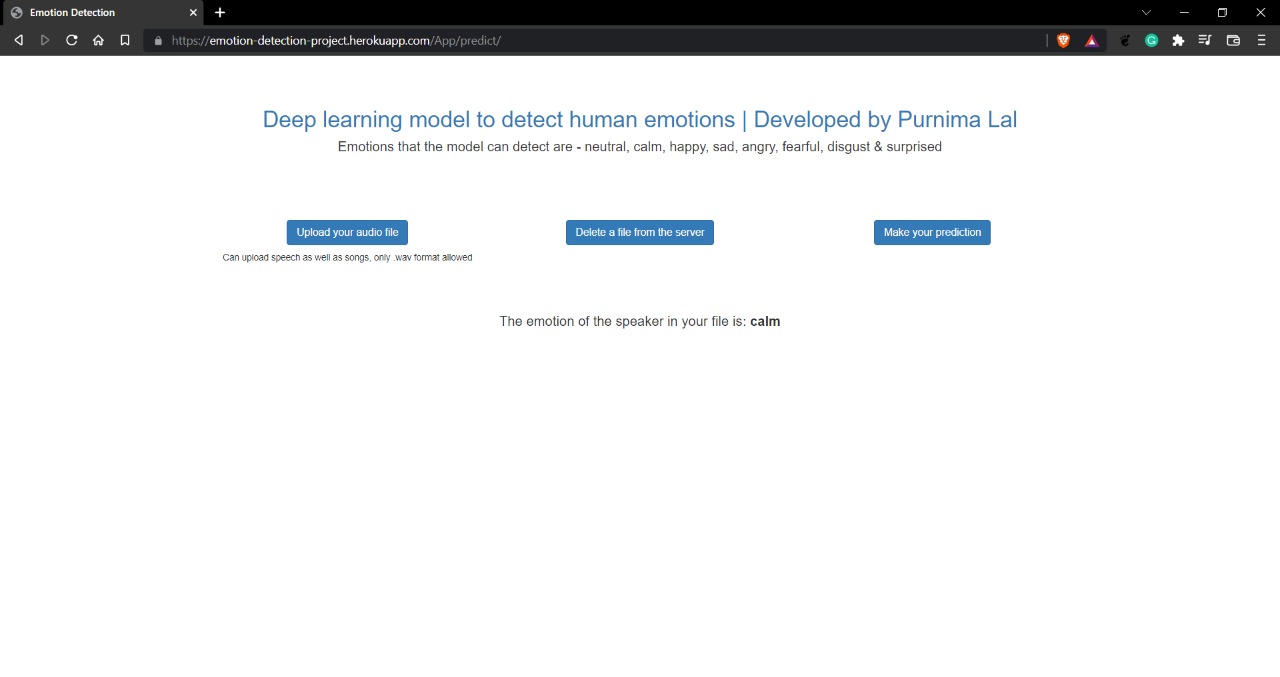 Emotion Detection
https://emotion-detection-project.herokuapp.com/App/predict/
Deep learning model to detect human emotions | Developed by Purnima Lal
Emotions that the model can detect are - neutral, calm, happy, sad, angry, fearful, disgust & surprised
Upload your audio file
Delete a file from the server
Make your prediction
Can upload speech as well as songs, only .wav format allowed
The emotion of the speaker in your file is: calm